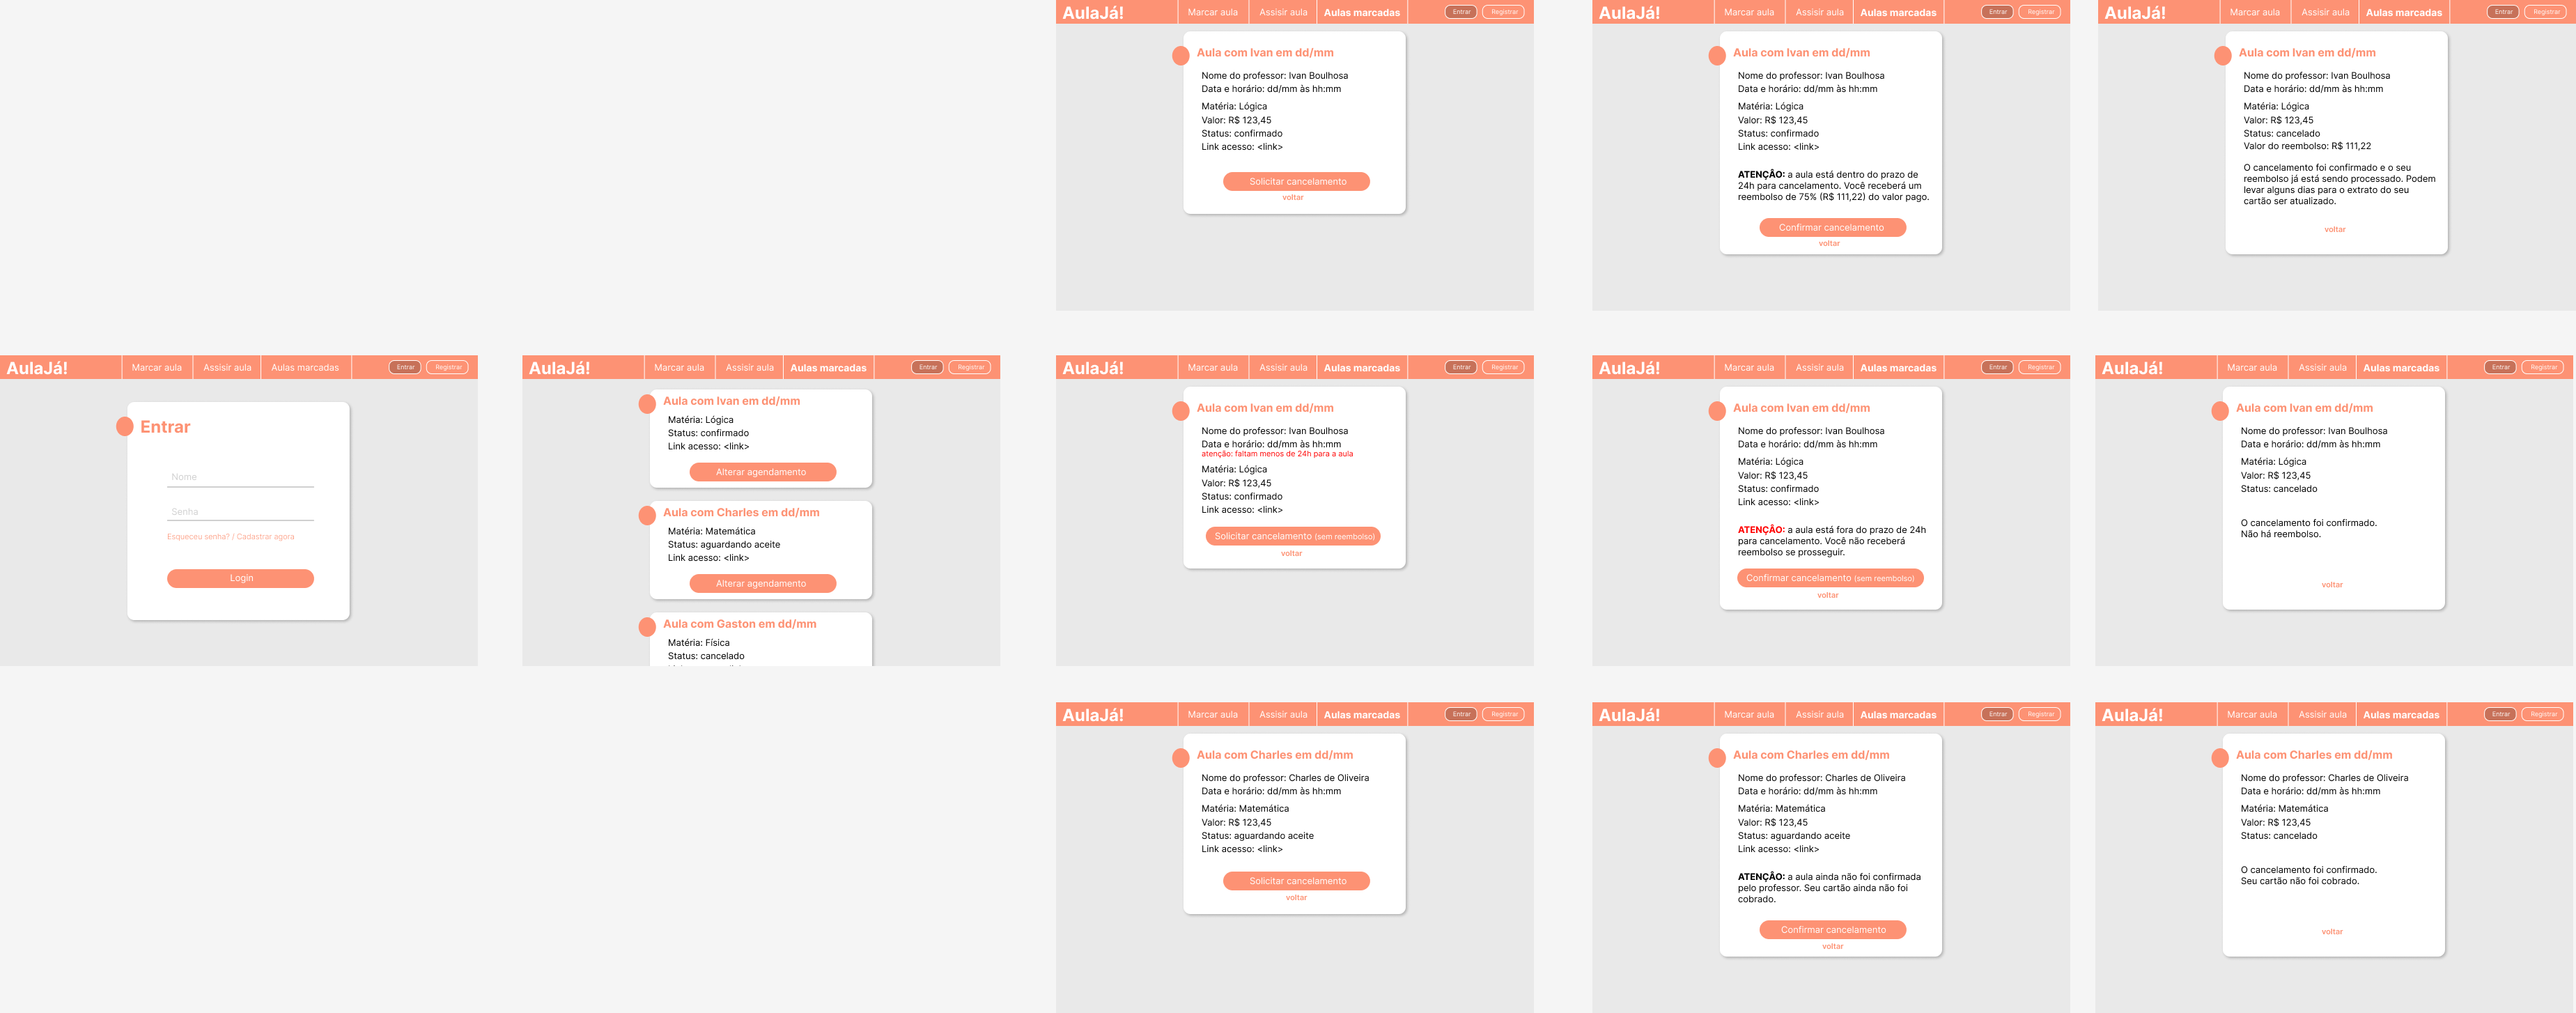 AulaJá!
Marcar aula
Assisir aula
Aulas marcadas
Entrar
Registrar
Aula com Ivan em dd/mm
Nome do professor: Ivan Boulhosa
Data e horário: dd/mm às hh:mm
Matéria: Lógica
Valor: R$ 123,45
Status: confirmado
Link acesso: <link>
Solicitar cancelamento
voltar
AulaJá!
Marcar aula
Assisir aula
Aulas marcadas
Entrar
Registrar
Aula com Ivan em dd/mm
Nome do professor: Ivan Boulhosa
Data e horário: dd/mm às hh:mm
Matéria: Lógica
Valor: R$ 123,45
Status: confirmado
Link acesso: <link>
ATENÇÃO: a aula está dentro do prazo de
24h para cancelamento. Você receberá um
reembolso de 75% (R$ 111,22) do valor pago.
Confirmar cancelamento
voltar
AulaJá!
Marcar aula
Assisir aula
Aulas marcadas
Entrar
Registrar
Aula com Ivan em dd/mm
Nome do professor: Ivan Boulhosa
Data e horário: dd/mm às hh:mm
Matéria: Lógica
Valor: R$ 123,45
Status: cancelado
Valor do reembolso: R$ 111,22
O cancelamento foi confirmado e o seu
reembolso já está sendo processado. Podem
levar alguns dias para o extrato do seu
cartão ser atualizado.
voltar
AulaJá!
Marcar aula
Assisir aula
Aulas marcadas
Entrar
Registrar
Entrar
Nome
Senha
Esqueceu senha? / Cadastrar agora
Login
AulaJá!
Marcar aula
Assisir aula
Aulas marcadas
Entrar
Registrar
Aula com Ivan em dd/mm
Matéria: Lógica
Status: confirmado
Link acesso: <link>
Alterar agendamento
Aula com Charles em dd/mm
Matéria: Matemática
Status: aguardando aceite
Link acesso: <link>
Alterar agendamento
Aula com Gaston em dd/mm
Matéria: Física
Status: cancelado
AulaJá!
Marcar aula
Assisir aula
Aulas marcadas
Entrar
Registrar
Aula com Ivan em dd/mm
Nome do professor: Ivan Boulhosa
Data e horário: dd/mm às hh:mm
atenção: faltam menos de 24h para a aula
Matéria: Lógica
Valor: R$ 123,45
Status: confirmado
Link acesso: <link>
Solicitar cancelamento (sem reembolso)
voltar
AulaJá!
Marcar aula
Assisir aula
Aulas marcadas
Entrar
Registrar
Aula com Ivan em dd/mm
Nome do professor: Ivan Boulhosa
Data e horário: dd/mm às hh:mm
Matéria: Lógica
Valor: R$ 123,45
Status: confirmado
Link acesso: <link>
ATENÇÃO: a aula está fora do prazo de 24h
para cancelamento. Você não receberá
reembolso se prosseguir.
Confirmar cancelamento (sem reembolso)
voltar
AulaJá!
Marcar aula
Assisir aula
Aulas marcadas
Entrar
Registrar
Aula com Ivan em dd/mm
Nome do professor: Ivan Boulhosa
Data e horário: dd/mm às hh:mm
Matéria: Lógica
Valor: R$ 123,45
Status: cancelado
O cancelamento foi confirmado.
Não há reembolso.
voltar
AulaJá!
Marcar aula
Assisir aula
Aulas marcadas
Entrar
Registrar
Aula com Charles em dd/mm
Nome do professor: Charles de Oliveira
Data e horário: dd/mm às hh:mm
Matéria: Matemática
Valor: R$ 123,45
Status: aguardando aceite
Link acesso: <link>
Solicitar cancelamento
voltar
AulaJá!
Marcar aula
Assisir aula
Aulas marcadas
Entrar
Registrar
Aula com Charles em dd/mm
Nome do professor: Charles de Oliveira
Data e horário: dd/mm às hh:mm
Matéria: Matemática
Valor: R$ 123,45
Status: aguardando aceite
Link acesso: <link>
ATENÇÃO: a aula ainda não foi confirmada
pelo professor. Seu cartão ainda não foi
cobrado.
Confirmar cancelamento
voltar
AulaJá!
Marcar aula
Assisir aula
Aulas marcadas
Entrar
Registrar
Aula com Charles em dd/mm
Nome do professor: Charles de Oliveira
Data e horário: dd/mm às hh:mm
Matéria: Matemática
Valor: R$ 123,45
Status: cancelado
O cancelamento foi confirmado.
Seu cartão não foi cobrado.
voltar